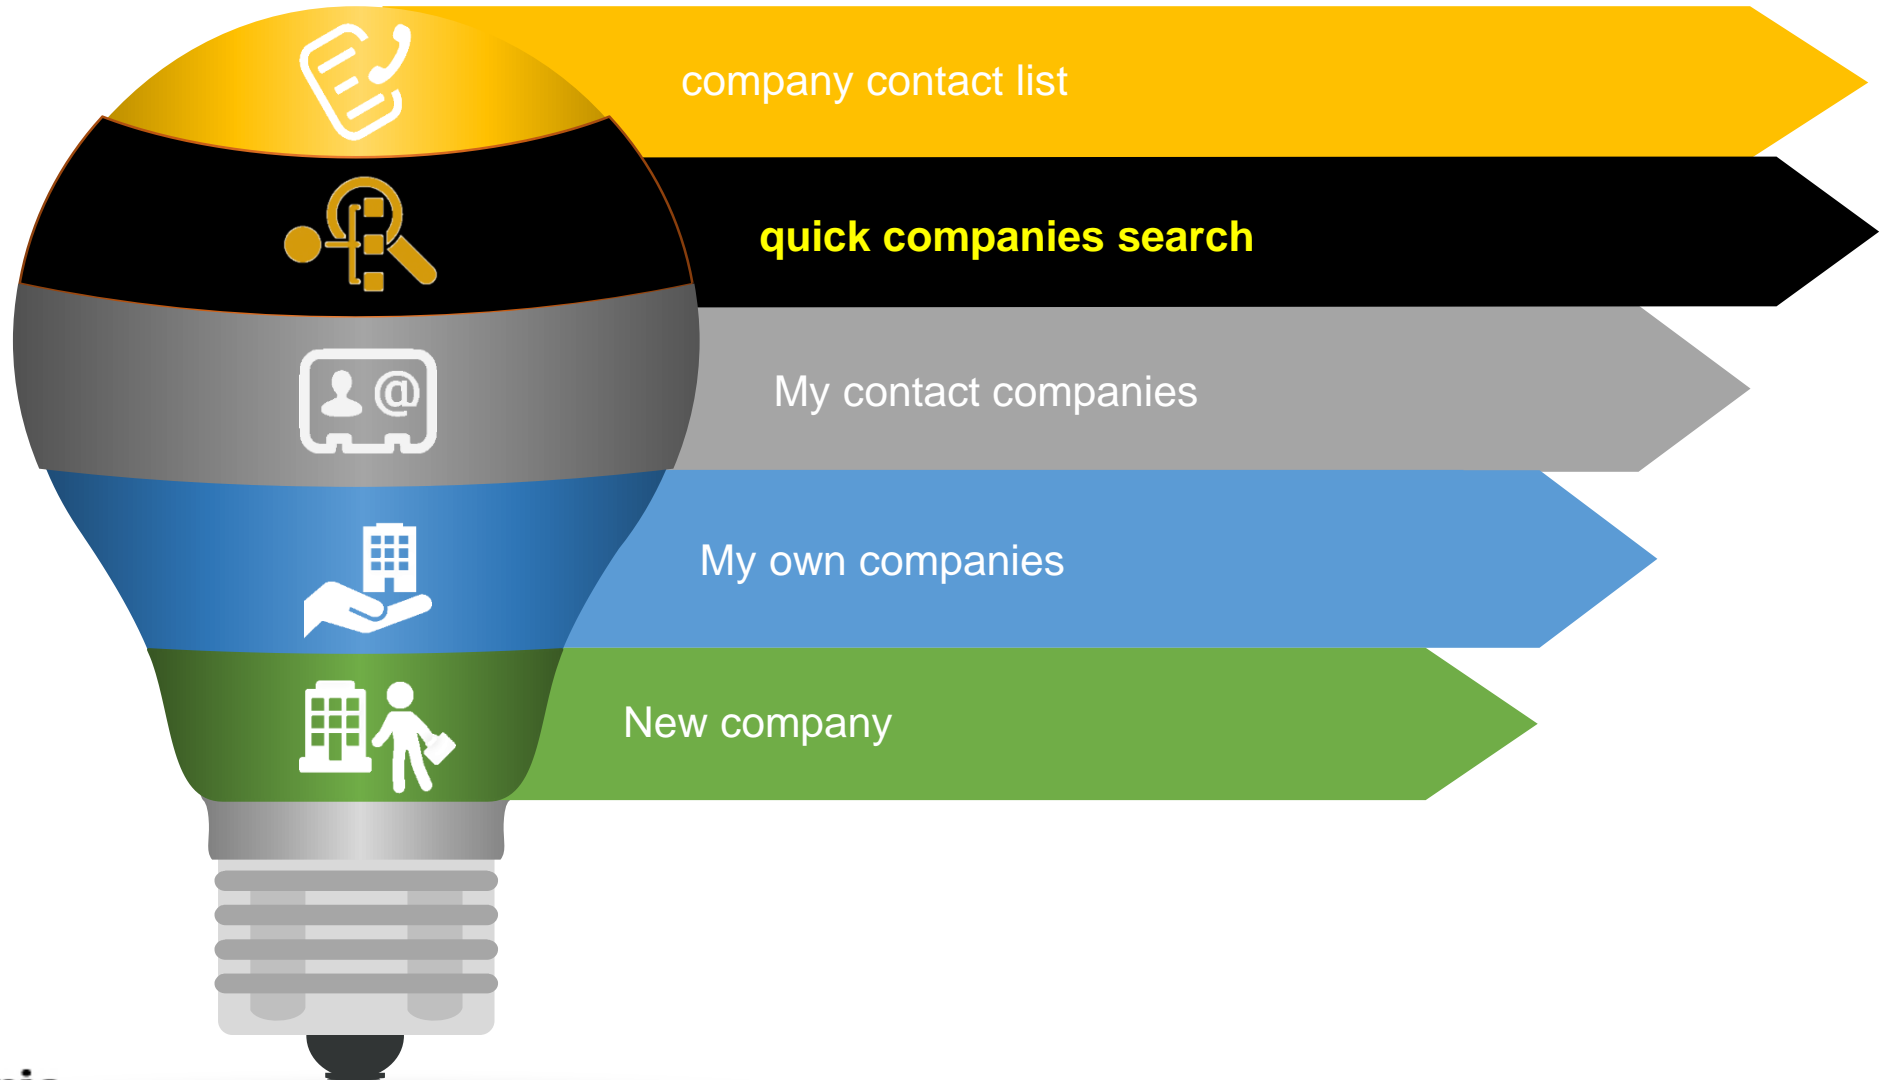 company contact list
quick companies search
@
My contact companies
My own companies
New company